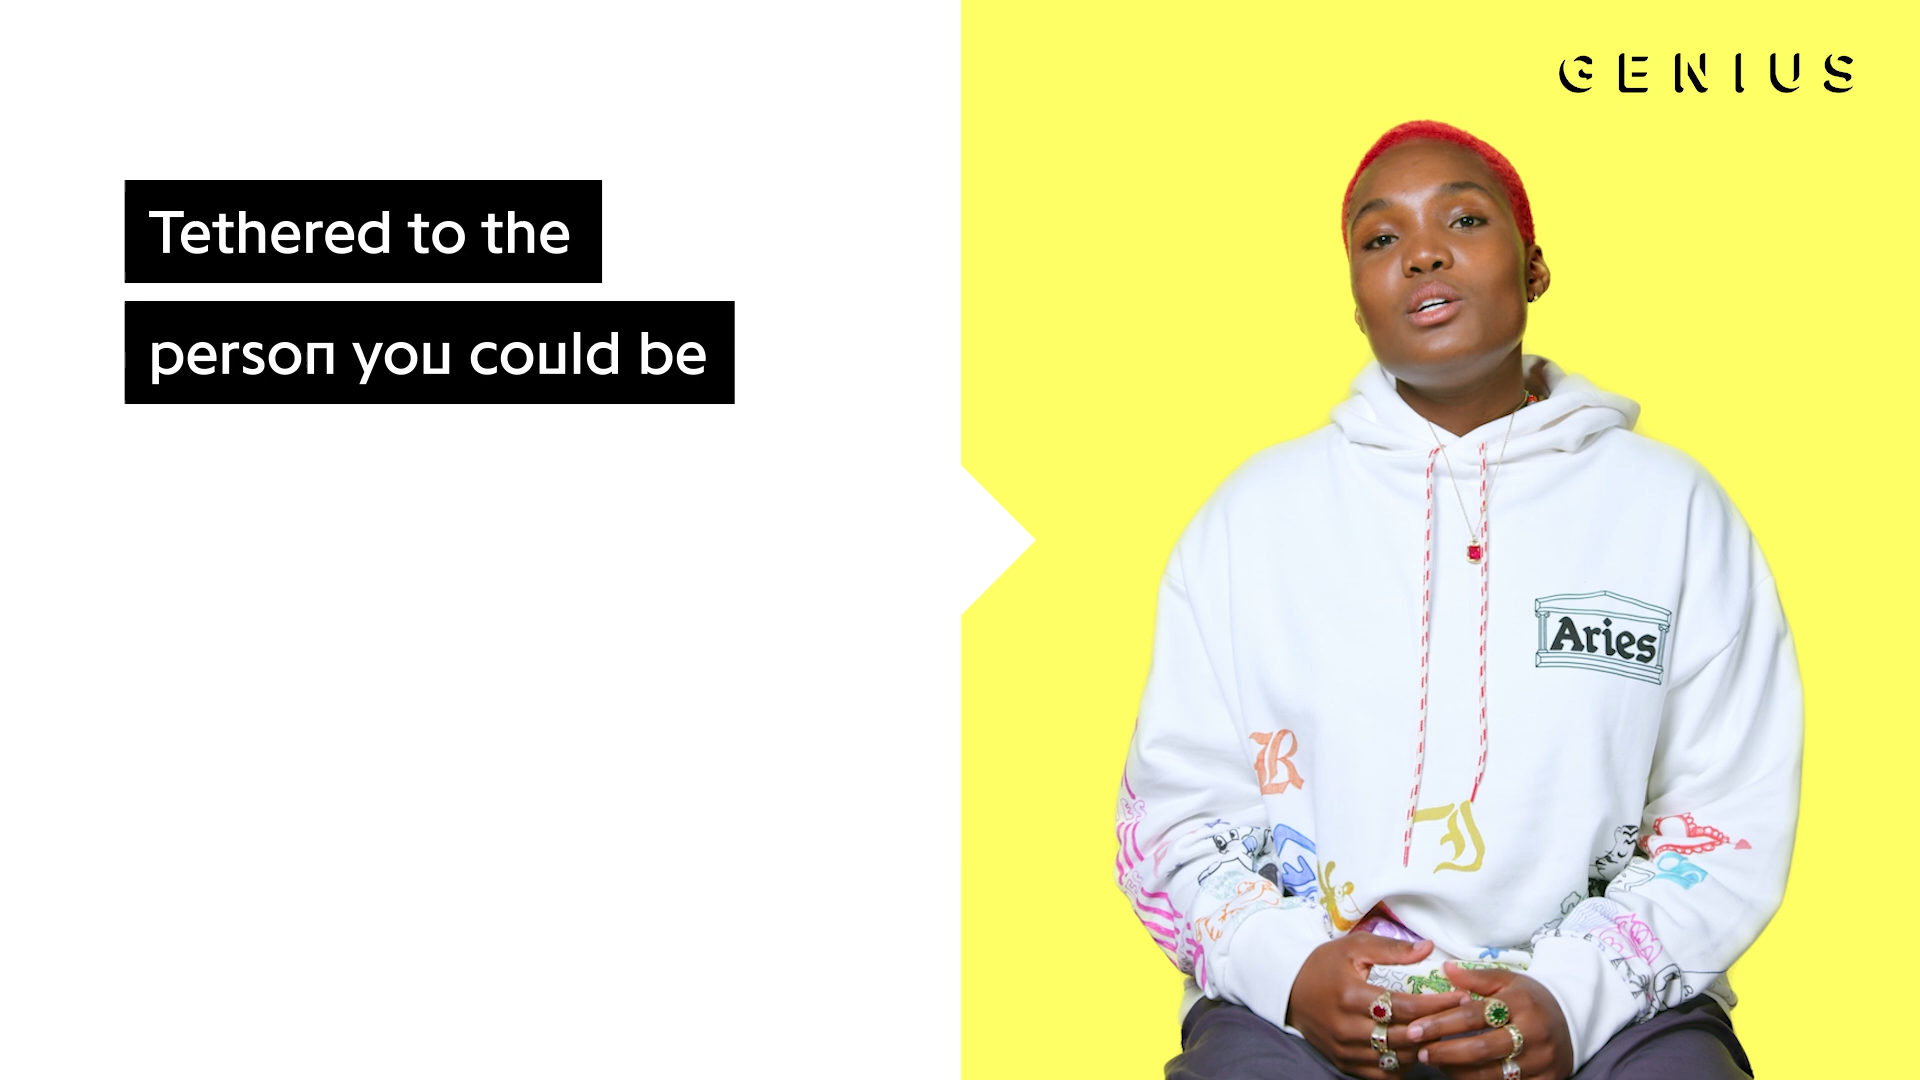 GENIUS
Tethered to the
person you could be
Aries
R